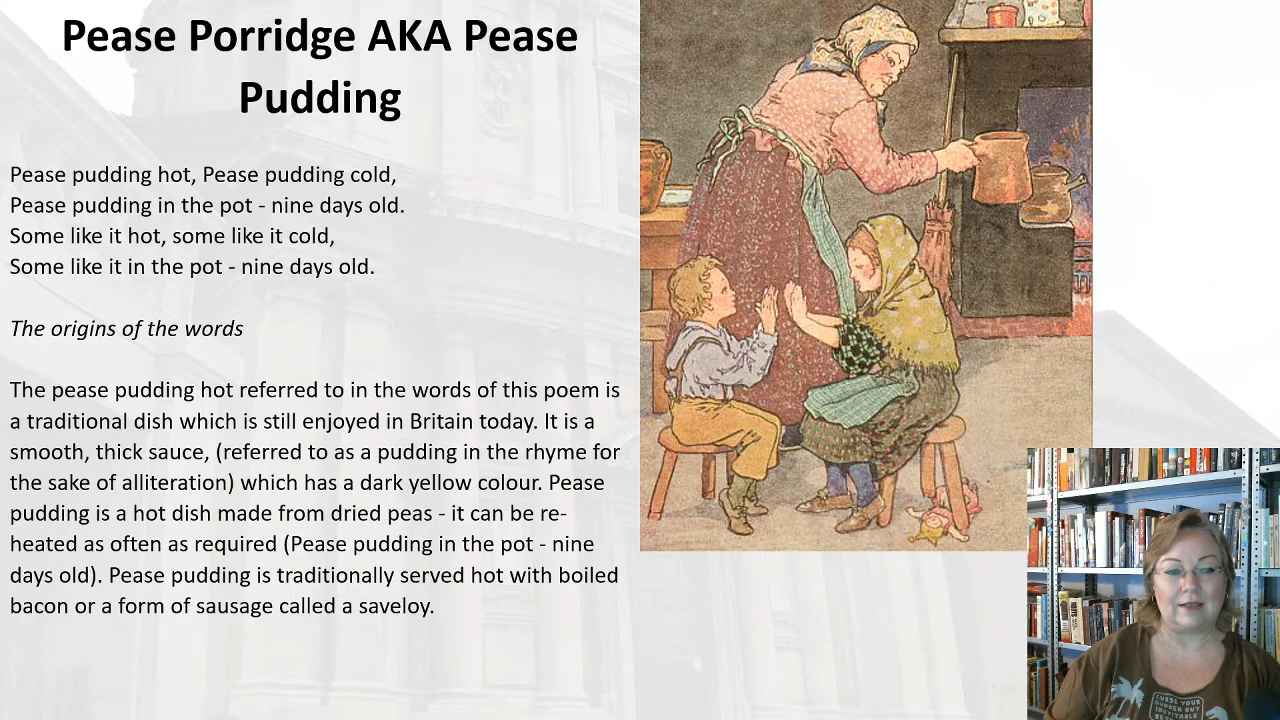 Pease Porridge AKA Pease
Pudding
Pease pudding hot, Pease pudding cold,
Pease pudding in the pot - nine days old.
Some like it hot, some like it cold,
Some like it in the pot - nine days old.
The origins of the words
The pease pudding hot referred to in the words of this poem is
a traditional dish which is still enjoyed in Britain today. It is a
smooth, thick sauce, (referred to as a pudding in the rhyme for
the sake of alliteration) which has a dark yellow colour. Pease
pudding is a hot dish made from dried peas - it can be re-
heated as often as required (Pease pudding in the pot - nine
days old). Pease pudding is traditionally served hot with boiled
bacon or a form of sausage called a saveloy.
CURSE YOUR
BUT
INEVITABLE